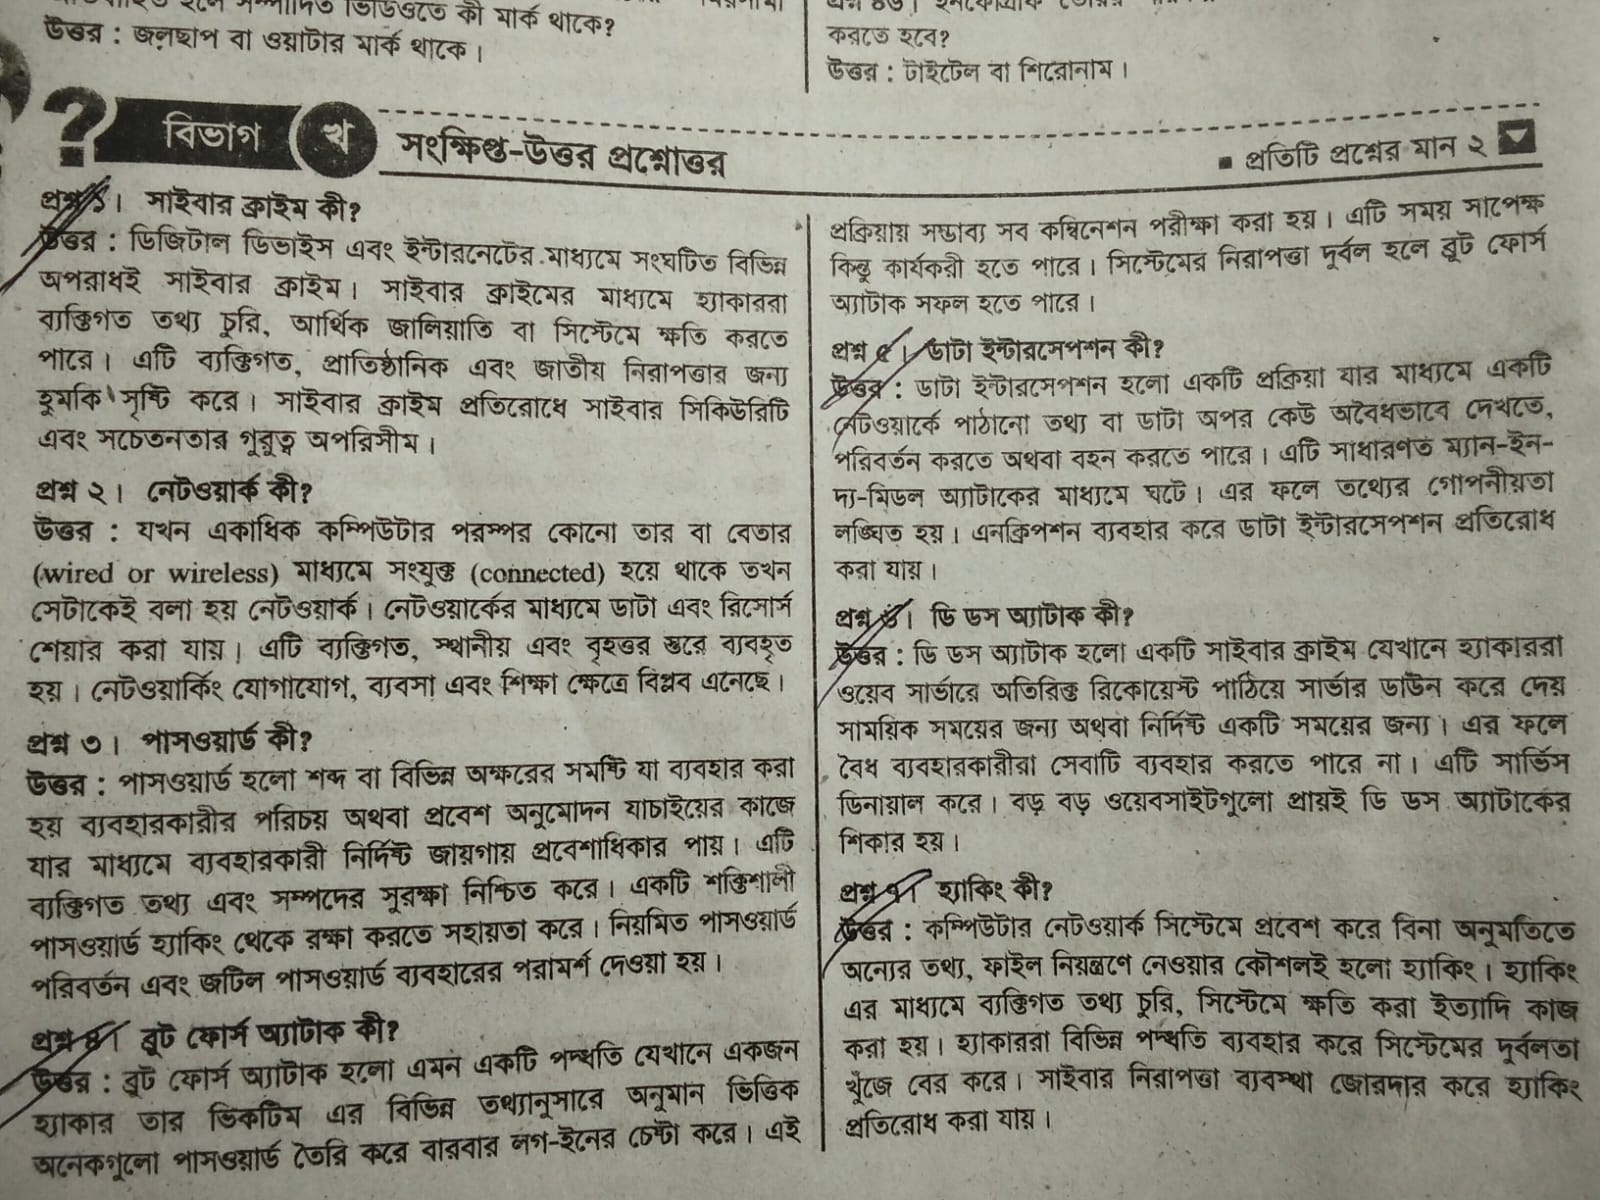 কী মার্ক থাকে?
উত্তর : জলছাপ বা ওয়াটার মার্ক থাকে।
করতে হবে?
উত্তর : টাইটেল বা শিরোনাম।
? বিভাগ খ সংক্ষিপ্ত-উত্তর প্রশ্নোত্তর
▪ প্রতিটি প্রশ্নের মান ২
প্রশ্ন ১। সাইবার ক্রাইম কী?
উত্তর : ডিজিটাল ডিভাইস এবং ইন্টারনেটের মাধ্যমে সংঘটিত বিভিন্ন
অপরাধই সাইবার ক্রাইম। সাইবার ক্রাইমের মাধ্যমে হ্যাকাররা
ব্যক্তিগত তথ্য চুরি, আর্থিক জালিয়াতি বা সিস্টেমে ক্ষতি করতে
পারে। এটি ব্যক্তিগত, প্রাতিষ্ঠানিক এবং জাতীয় নিরাপত্তার জন্য
হুমকি সৃষ্টি করে। সাইবার ক্রাইম প্রতিরোধে সাইবার সিকিউরিটি
এবং সচেতনতার গুরুত্ব অপরিসীম।
প্রশ্ন ২। নেটওয়ার্ক কী?
উত্তর : যখন একাধিক কম্পিউটার পরস্পর কোনো তার বা বেতার
(wired or wireless) মাধ্যমে সংযুক্ত (connected) হয়ে থাকে তখন
সেটাকেই বলা হয় নেটওয়ার্ক। নেটওয়ার্কের মাধ্যমে ডাটা এবং রিসোর্স
শেয়ার করা যায়। এটি ব্যক্তিগত, স্থানীয় এবং বৃহত্তর স্তরে ব্যবহৃত
হয়। নেটওয়ার্কিং যোগাযোগ, ব্যবসা এবং শিক্ষা ক্ষেত্রে বিপ্লব এনেছে।
প্রশ্ন ৩। পাসওয়ার্ড কী?
উত্তর : পাসওয়ার্ড হলো শব্দ বা বিভিন্ন অক্ষরের সমষ্টি যা ব্যবহার করা
হয় ব্যবহারকারীর পরিচয় অথবা প্রবেশ অনুমোদন যাচাইয়ের কাজে
যার মাধ্যমে ব্যবহারকারী নির্দিষ্ট জায়গায় প্রবেশাধিকার পায়। এটি
ব্যক্তিগত তথ্য এবং সম্পদের সুরক্ষা নিশ্চিত করে। একটি শক্তিশালী
পাসওয়ার্ড হ্যাকিং থেকে রক্ষা করতে সহায়তা করে। নিয়মিত পাসওয়ার্ড
পরিবর্তন এবং জটিল পাসওয়ার্ড ব্যবহারের পরামর্শ দেওয়া হয়।
প্রশ্ন ৪। ব্রুট ফোর্স অ্যাটাক কী?
উত্তর : ব্রুট ফোর্স অ্যাটাক হলো এমন একটি পদ্ধতি যেখানে একজন
হ্যাকার তার ভিকটিম এর বিভিন্ন তথ্যানুসারে অনুমান ভিত্তিক
অনেকগুলো পাসওয়ার্ড তৈরি করে বারবার লগ-ইনের চেষ্টা করে। এই
প্রক্রিয়ায় সম্ভাব্য সব কম্বিনেশন পরীক্ষা করা হয়। এটি সময় সাপেক্ষ
কিন্তু কার্যকরী হতে পারে। সিস্টেমের নিরাপত্তা দুর্বল হলে ব্রুট ফোর্স
অ্যাটাক সফল হতে পারে।
প্রশ্ন ৫। ডাটা ইন্টারসেপশন কী?
উত্তর : ডাটা ইন্টারসেপশন হলো একটি প্রক্রিয়া যার মাধ্যমে একটি
নেটওয়ার্কে পাঠানো তথ্য বা ডাটা অপর কেউ অবৈধভাবে দেখতে,
পরিবর্তন করতে অথবা বহন করতে পারে। এটি সাধারণত ম্যান-ইন-
দ্য-মিডল অ্যাটাকের মাধ্যমে ঘটে। এর ফলে তথ্যের গোপনীয়তা
লঙ্ঘিত হয়। এনক্রিপশন ব্যবহার করে ডাটা ইন্টারসেপশন প্রতিরোধ
করা যায়।
প্রশ্ন ৬। ডি ডস অ্যাটাক কী?
উত্তর : ডি ডস অ্যাটাক হলো একটি সাইবার ক্রাইম যেখানে হ্যাকাররা
ওয়েব সার্ভারে অতিরিক্ত রিকোয়েস্ট পাঠিয়ে সার্ভার ডাউন করে দেয়
সাময়িক সময়ের জন্য অথবা নির্দিষ্ট একটি সময়ের জন্য। এর ফলে
বৈধ ব্যবহারকারীরা সেবাটি ব্যবহার করতে পারে না। এটি সার্ভিস
ডিনায়াল করে। বড় বড় ওয়েবসাইটগুলো প্রায়ই ডি ডস অ্যাটাকের
শিকার হয়।
প্রশ্ন ৭। হ্যাকিং কী?
উত্তর : কম্পিউটার নেটওয়ার্ক সিস্টেমে প্রবেশ করে বিনা অনুমতিতে
অন্যের তথ্য, ফাইল নিয়ন্ত্রণে নেওয়ার কৌশলই হলো হ্যাকিং। হ্যাকিং
এর মাধ্যমে ব্যক্তিগত তথ্য চুরি, সিস্টেমে ক্ষতি করা ইত্যাদি কাজ
করা হয়। হ্যাকাররা বিভিন্ন পদ্ধতি ব্যবহার করে সিস্টেমের দুর্বলতা
খুঁজে বের করে। সাইবার নিরাপত্তা ব্যবস্থা জোরদার করে হ্যাকিং
প্রতিরোধ করা যায়।